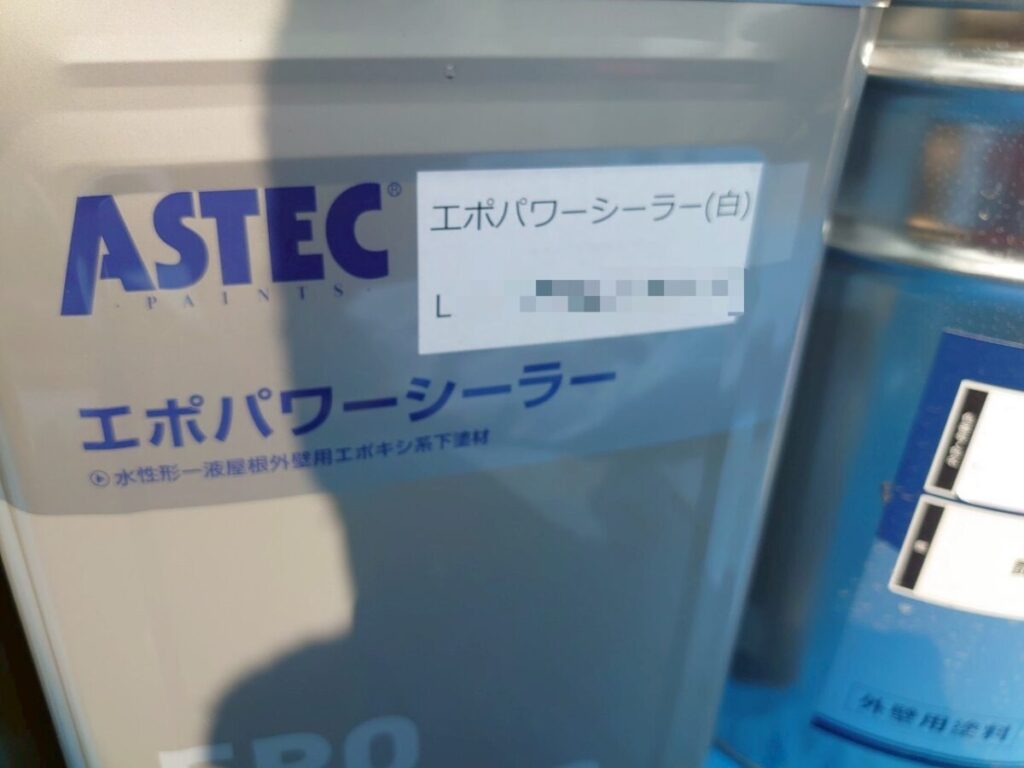 ASTEC®
·PAINTS·
エポパワーシーラー(白)
L
エポパワーシーラー
水性形一液屋根外壁用エポキシ系下塗材
EPO
外壁用塗料